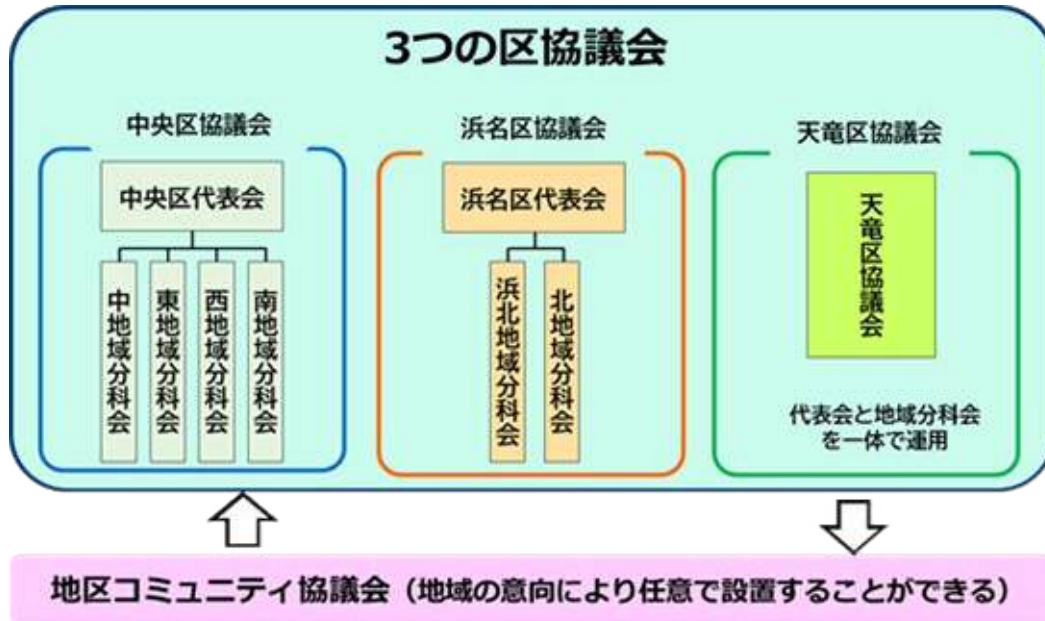 3つの区協議会
中央区協議会
中央区代表会
中地域分科会
東地域分科会
西地域分科会
南地域分科会
浜名区協議会
浜名区代表会
浜北地域分科会
北地域分科会
天竜区協議会
天竜区協議会
代表会と地域分科会
を一体で運用
地区コミュニティ協議会（地域の意向により任意で設置することができる）